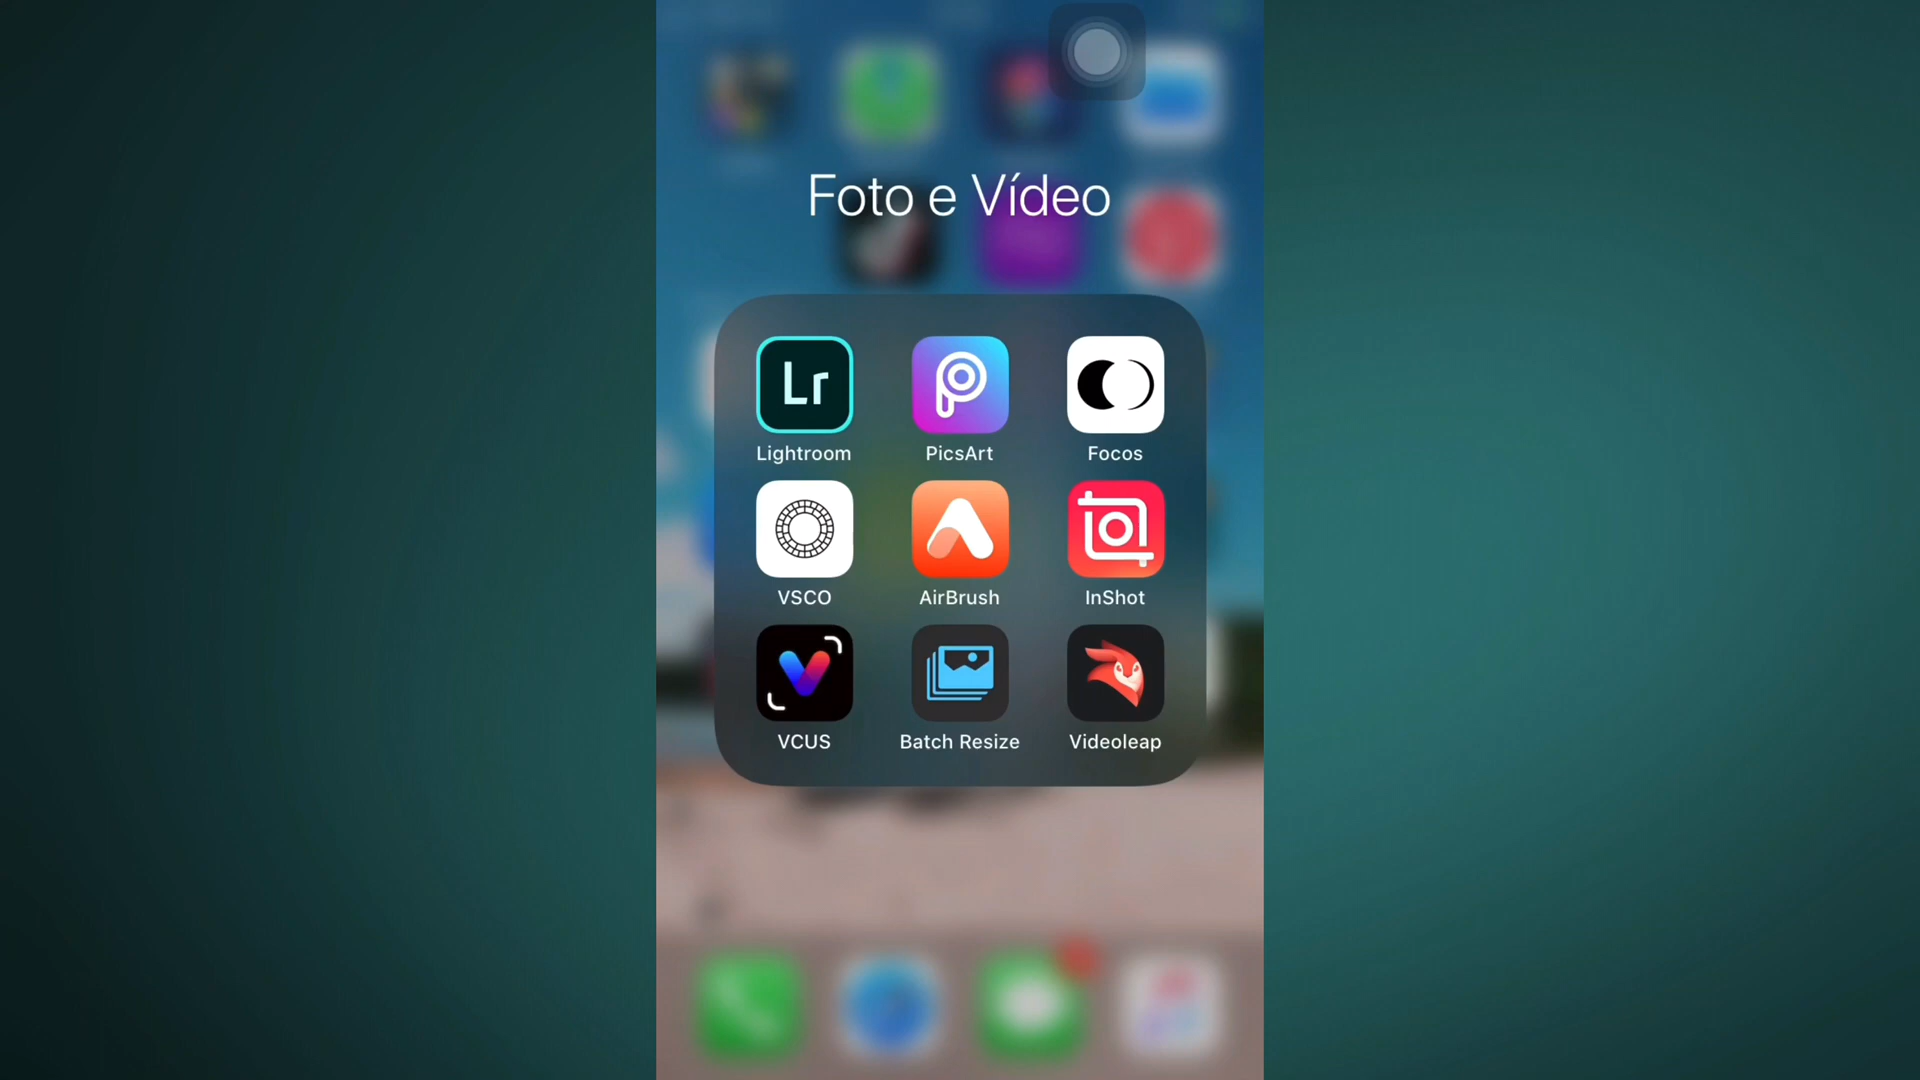 Foto e Vídeo
Lr
Lightroom
PicsArt
Focos
VSCO
AirBrush
InShot
VCUS
Batch Resize
Videoleap